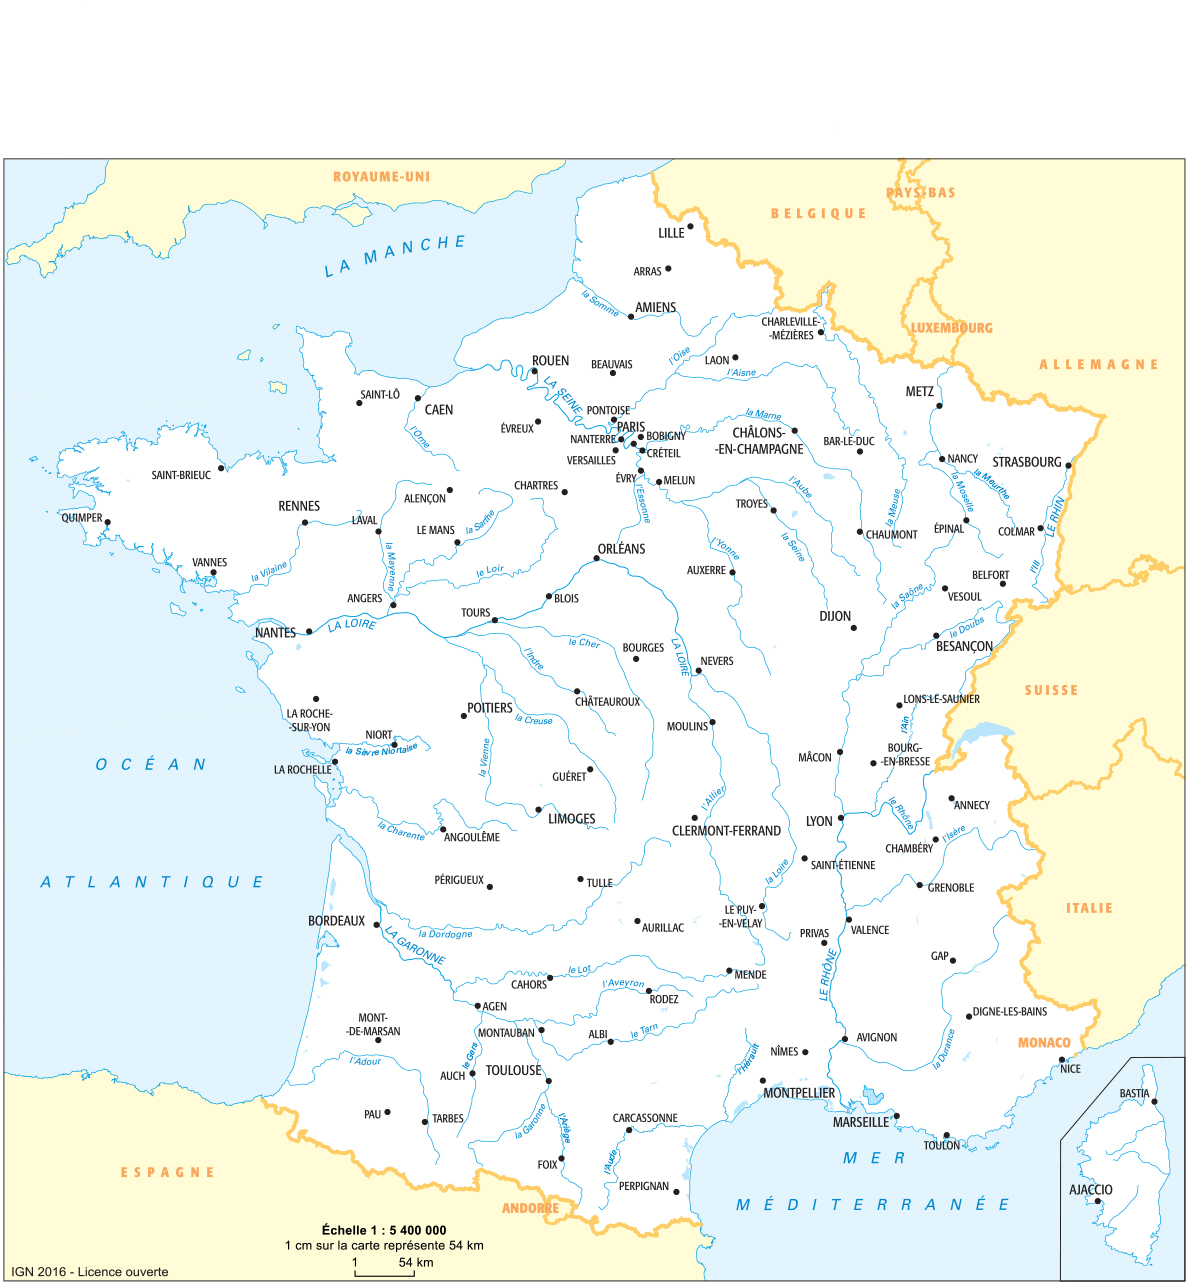 ROYAUME-UNI
PAYS-BAS
BELGIQUE
LILLE
LA MANCHE
ARRAS
la Somme
AMIENS
CHARLEVILLE-
-MÉZIÈRES
LUXEMBOURG
ALLEMAGNE
ROUEN
BEAUVAIS
l'Oise
LAON
l'Aisne
LA SEINE
METZ
SAINT-LÔ
CAEN
PONTOISE
la Marne
l'Orne
ÉVREUX
PARIS
NANTERRE
BOBIGNY
CHÂLONS-
-EN-CHAMPAGNE
BAR-LE-DUC
VERSAILLES
CRÉTEIL
NANCY
STRASBOURG
SAINT-BRIEUC
ÉVRY
MELUN
la Meurthe
CHARTRES
l'Aube
la Moselle
ALENÇON
l'Essonne
TROYES
la Meuse
LE RHIN
RENNES
QUIMPER
LAVAL
LE MANS
la Sarthe
CHAUMONT
ÉPINAL
COLMAR
la Mayenne
ORLÉANS
l'Yonne
la Seine
VANNES
la Vilaine
le Loir
AUXERRE
l'Ill
BELFORT
ANGERS
BLOIS
la Saône
VESOUL
TOURS
DIJON
NANTES
LA LOIRE
le Doubs
le Cher
BOURGES
LA LOIRE
BESANÇON
l'Indre
NEVERS
SUISSE
CHÂTEAUROUX
LONS-LE-SAUNIER
LA ROCHE-
-SUR-YON
POITIERS
la Creuse
MOULINS
l'Ain
NIORT
la Sèvre Niortaise
la Vienne
MÂCON
BOURG-
-EN-BRESSE
OCÉAN
LA ROCHELLE
GUÉRET
l'Allier
le Rhône
ANNECY
LIMOGES
LYON
la Charente
ANGOULÊME
CLERMONT-FERRAND
l'Isère
CHAMBÉRY
la Loire
SAINT-ÉTIENNE
ATLANTIQUE
PÉRIGUEUX
TULLE
GRENOBLE
ITALIE
BORDEAUX
LE PUY-
-EN-VELAY
la Dordogne
AURILLAC
PRIVAS
VALENCE
LA GARONNE
GAP
le Lot
MENDE
LE RHÔNE
CAHORS
l'Aveyron
RODEZ
AGEN
DIGNE-LES-BAINS
MONT-
-DE-MARSAN
MONTAUBAN
ALBI
le Tarn
AVIGNON
la Durance
MONACO
l'Adour
le Gers
l'Hérault
NÎMES
NICE
AUCH
TOULOUSE
MONTPELLIER
BASTIA
PAU
TARBES
la Garonne
l'Ariège
CARCASSONNE
MARSEILLE
TOULON
FOIX
l'Aude
MER
ESPAGNE
PERPIGNAN
AJACCIO
ANDORRE
MÉDITERRANÉE
Échelle 1 : 5 400 000
1 cm sur la carte représente 54 km
1 54 km
IGN 2016 - Licence ouverte